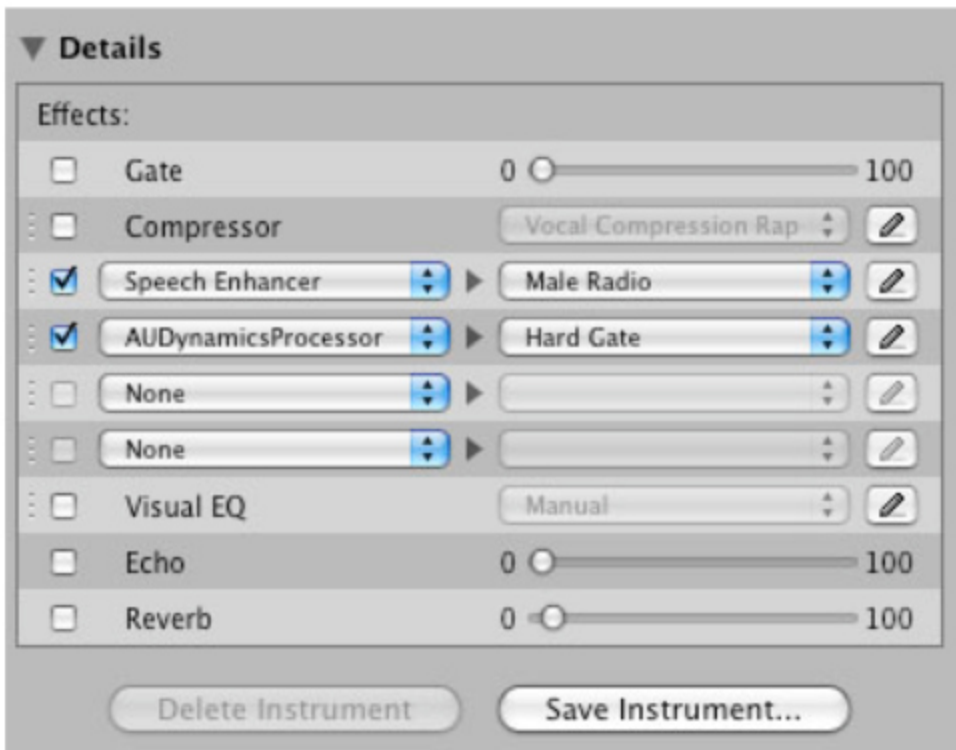 Details
Effects:
Gate 0 100
Compressor Vocal Compression Rap
Speech Enhancer Male Radio
AUDynamicsProcessor Hard Gate
None
None
Visual EQ Manual
Echo 0 100
Reverb 0 100
Delete Instrument Save Instrument...